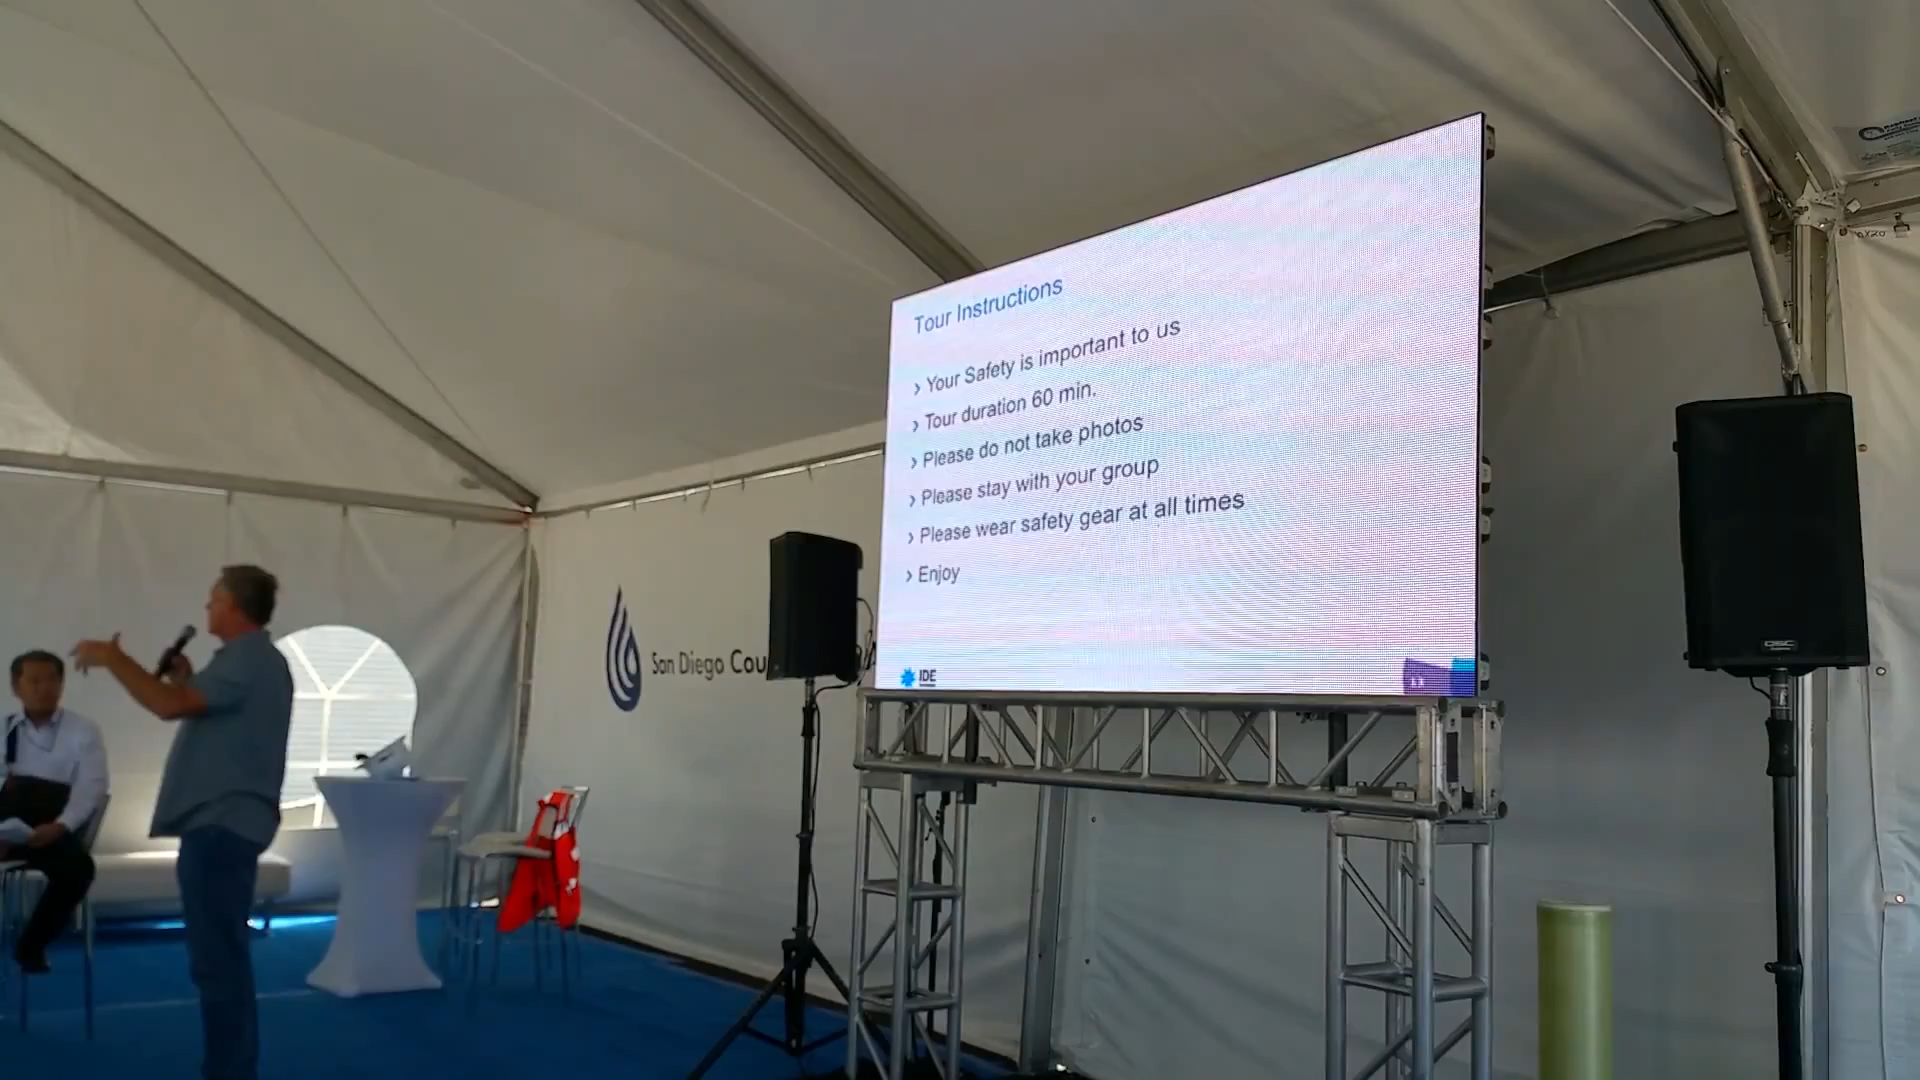 Tour Instructions
› Your Safety is important to us
› Tour duration 60 min.
› Please do not take photos
› Please stay with your group
› Please wear safety gear at all times
› Enjoy
IDE
San Diego Cou
QSC